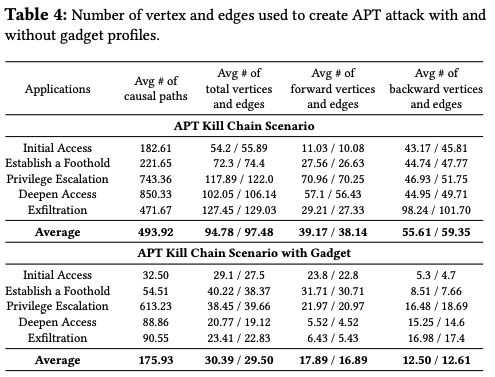 Table 4: Number of vertex and edges used to create APT attack with and
without gadget profiles.
Applications Avg # of causal paths Avg # of total vertices and edges Avg # of forward vertices and edges Avg # of backward vertices and edges
APT Kill Chain Scenario
Initial Access 182.61 54.2 / 55.89 11.03 / 10.08 43.17 / 45.81
Establish a Foothold 221.65 72.3 / 74.4 27.56 / 26.63 44.74 / 47.77
Privilege Escalation 743.36 117.89 / 122.0 70.96 / 70.25 46.93 / 51.75
Deepen Access 850.33 102.05 / 106.14 57.1 / 56.43 44.95 / 49.71
Exfiltration 471.67 127.45 / 129.03 29.21 / 27.33 98.24 / 101.70
Average 493.92 94.78 / 97.48 39.17 / 38.14 55.61 / 59.35
APT Kill Chain Scenario with Gadget
Initial Access 32.50 29.1 / 27.5 23.8 / 22.8 5.3 / 4.7
Establish a Foothold 54.51 40.22 / 38.37 31.71 / 30.71 8.51 / 7.66
Privilege Escalation 613.23 38.45 / 39.66 21.97 / 20.97 16.48 / 18.69
Deepen Access 88.86 20.77 / 19.12 5.52 / 4.52 15.25 / 14.6
Exfiltration 90.55 23.41 / 22.83 6.43 / 5.43 16.98 / 17.4
Average 175.93 30.39 / 29.50 17.89 / 16.89 12.50 / 12.61